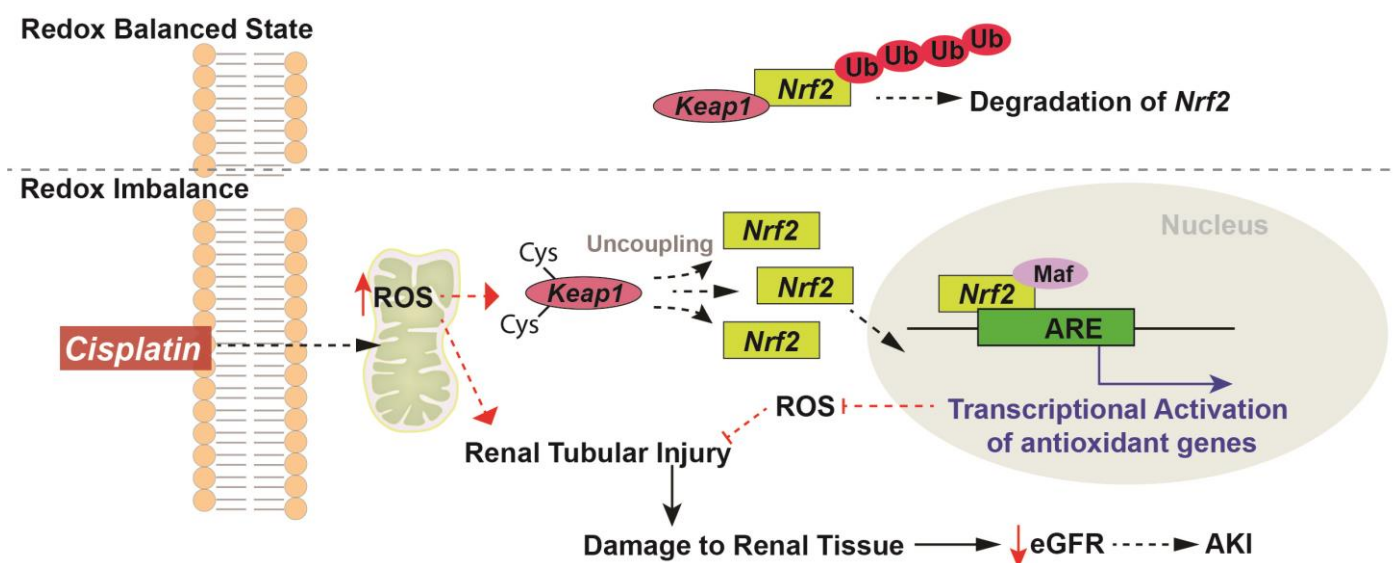 Redox Balanced State
Keap1
Nrf2
Ub
Ub
Ub
Ub
Degradation of Nrf2
Redox Imbalance
Cisplatin
ROS
Cys
Cys
Keap1
Uncoupling
Nrf2
Nrf2
Nrf2
Nucleus
Nrf2
Maf
ARE
Transcriptional Activation
of antioxidant genes
ROS
Renal Tubular Injury
Damage to Renal Tissue
eGFR
AKI